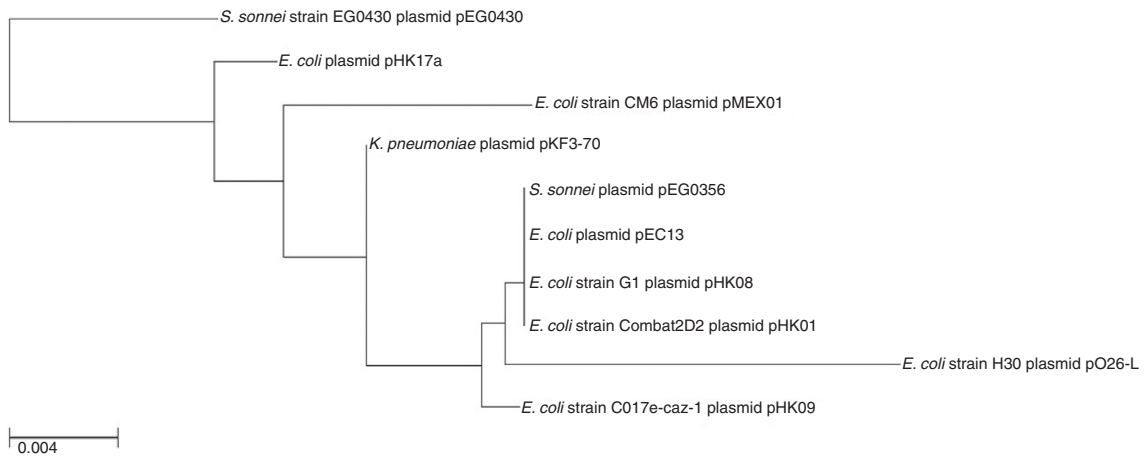 S. sonnei strain EG0430 plasmid pEG0430
E. coli plasmid pHK17a
E. coli strain CM6 plasmid pMEX01
K. pneumoniae plasmid pKF3-70
S. sonnei plasmid pEG0356
E. coli plasmid pEC13
E. coli strain G1 plasmid pHK08
E. coli strain Combat2D2 plasmid pHK01
E. coli strain H30 plasmid pO26-L
E. coli strain C017e-caz-1 plasmid pHK09
0.004